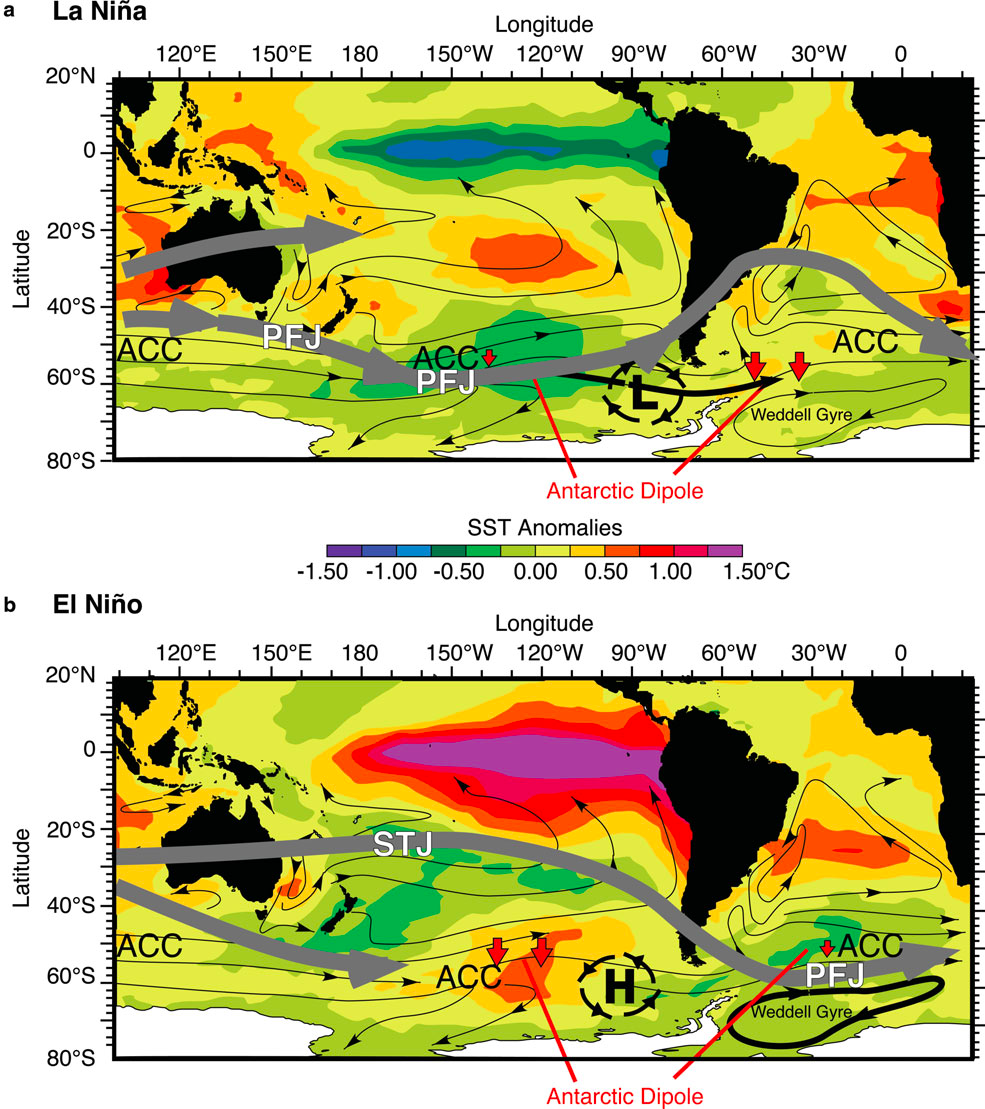 a La Niña
Longitude
120°E 150°E 180 150°W 120°W 90°W 60°W 30°W 0
20°N
0
20°S
40°S
60°S
80°S
Latitude
PFJ
ACC
ACC
PFJ
L
ACC
Weddell Gyre
Antarctic Dipole
SST Anomalies
-1.50 -1.00 -0.50 0.00 0.50 1.00 1.50°C
b El Niño
Longitude
120°E 150°E 180 150°W 120°W 90°W 60°W 30°W 0
20°N
0
20°S
40°S
60°S
80°S
Latitude
STJ
ACC
ACC
H
ACC
PFJ
Weddell Gyre
Antarctic Dipole